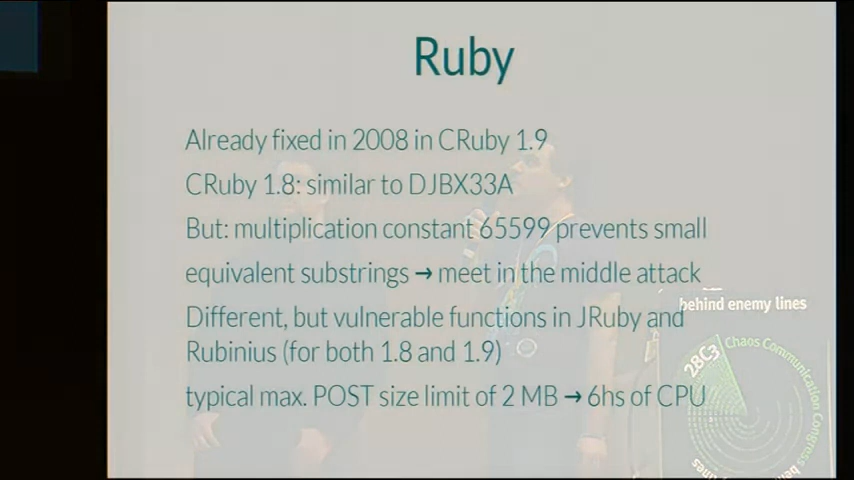 Ruby
Already fixed in 2008 in CRuby 1.9
CRuby 1.8: similar to DJBX33A
But: multiplication constant 65599 prevents small
equivalent substrings → meet in the middle attack
Different, but vulnerable functions in JRuby and
Rubinius (for both 1.8 and 1.9)
typical max. POST size limit of 2 MB → 6hs of CPU
behind enemy lines
28C3 Chaos Communication Congress